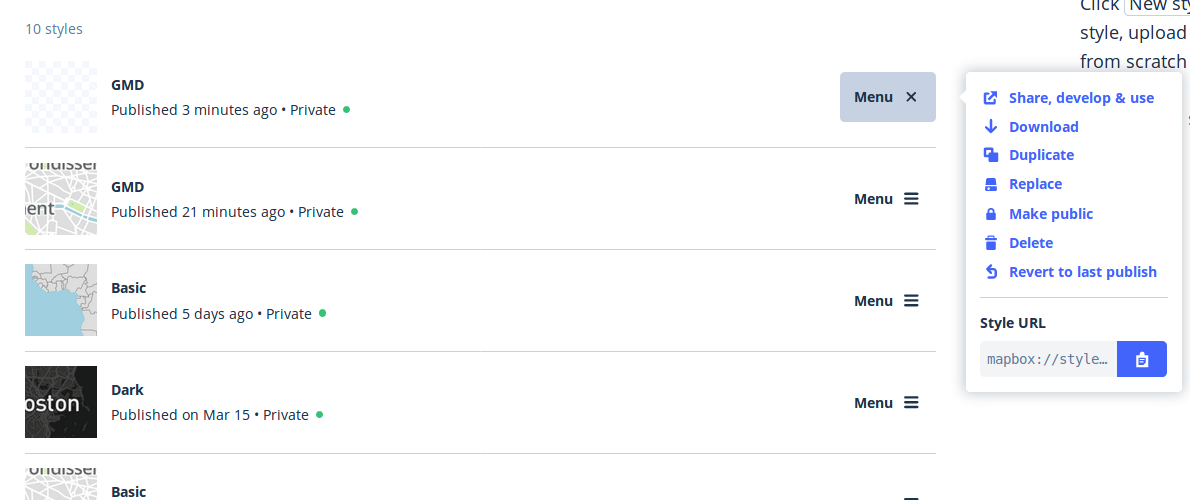 10 styles
Click New sty
style, upload
from scratch
GMD
Published 3 minutes ago • Private
Menu
Share, develop & use
Download
Duplicate
Replace
Make public
Delete
Revert to last publish
Style URL
mapbox://style…
ondisser
ent
GMD
Published 21 minutes ago • Private
Menu
Basic
Published 5 days ago • Private
Menu
oston
Dark
Published on Mar 15 • Private
Menu
ondisser
Basic